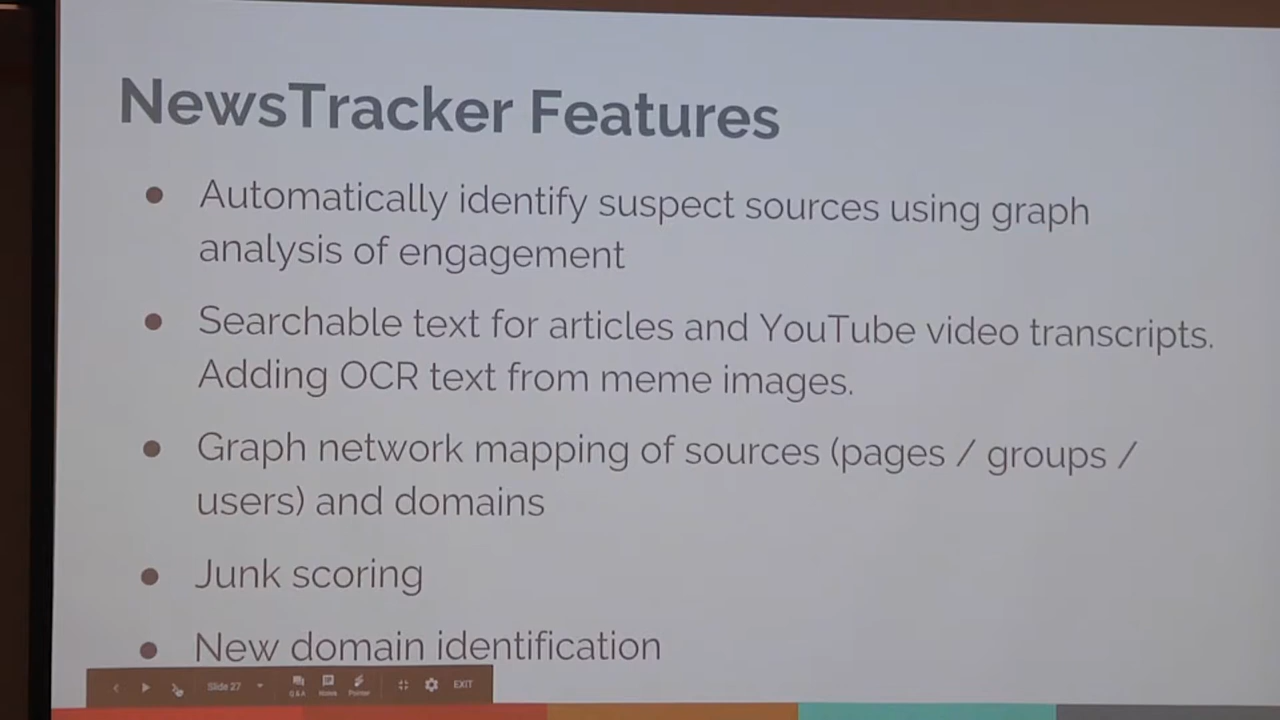 NewsTracker Features
● Automatically identify suspect sources using graph
analysis of engagement
● Searchable text for articles and YouTube video transcripts.
Adding OCR text from meme images.
● Graph network mapping of sources (pages / groups /
users) and domains
● Junk scoring
● New domain identification
Slide 27
Q&A Notes Pointer
EXIT